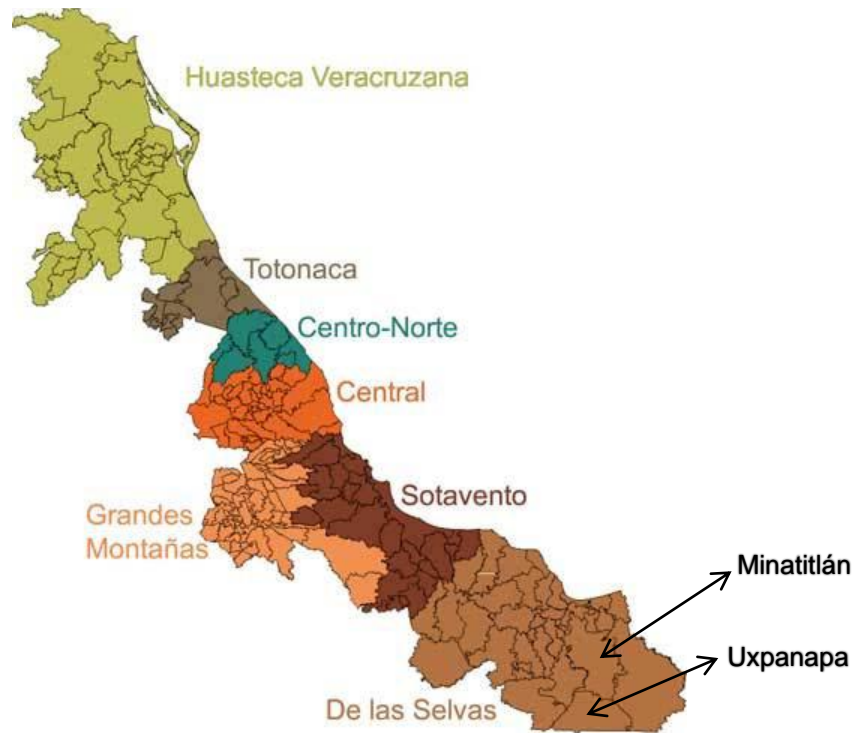 Huasteca Veracruzana
Totonaca
Centro-Norte
Central
Sotavento
Grandes
Montañas
Minatitlán
Uxpanapa
De las Selvas